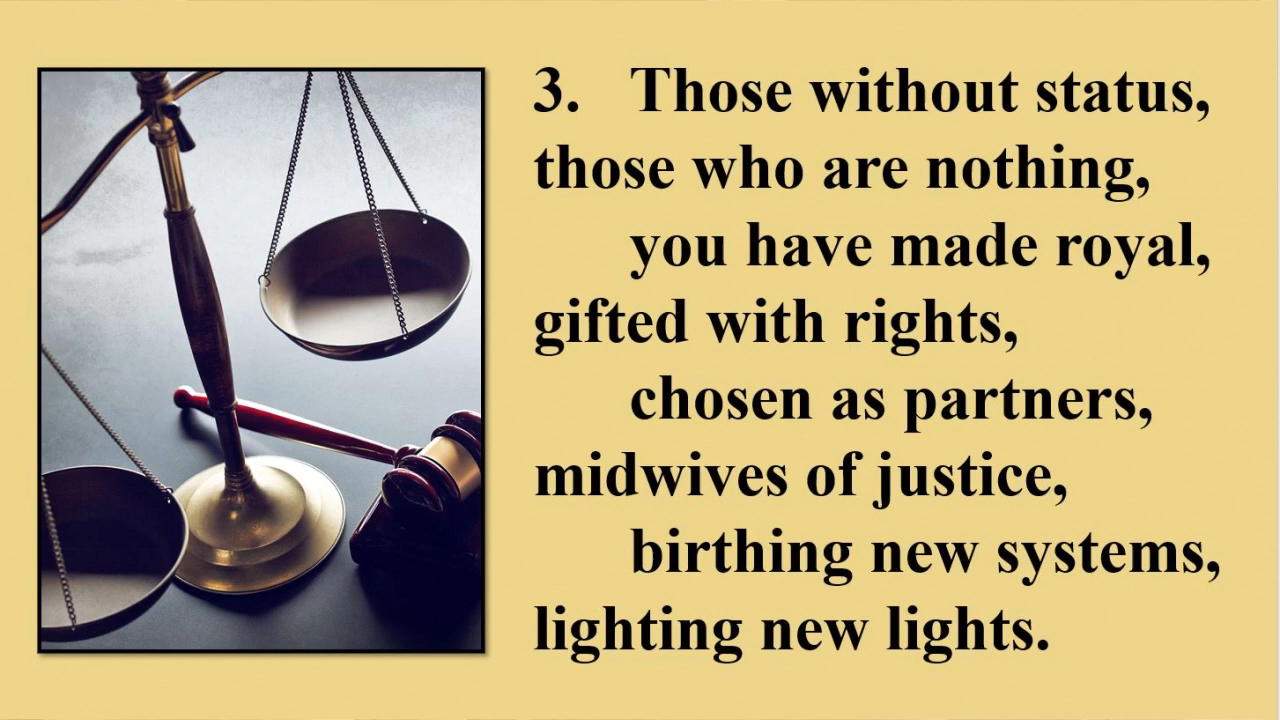 3. Those without status,
those who are nothing,
you have made royal,
gifted with rights,
chosen as partners,
midwives of justice,
birthing new systems,
lighting new lights.